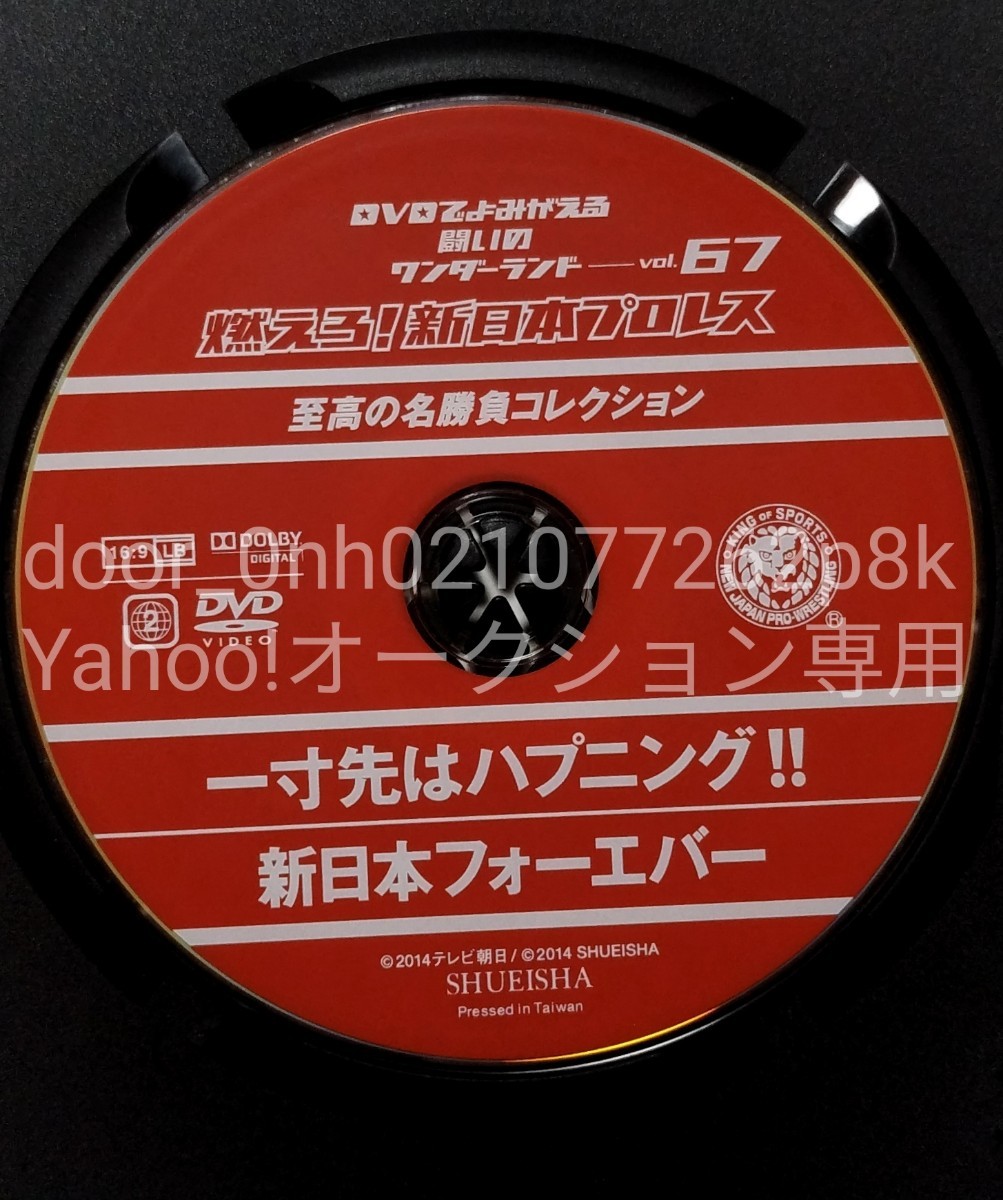 DVDでよみがえる
闘いの
ワンダーランド — vol. 67
燃えろ!新日本プロレス
至高の名勝負コレクション
16:9 LB DOLBY
DIGITAL
KING OF SPORTS
NEW JAPAN PRO-WRESTLING
®
2 DVD
VIDEO
Yahoo!オークション専用
一寸先はハプニング!!
新日本フォーエバー
©2014テレビ朝日/©2014 SHUEISHA
SHUEISHA
Pressed in Taiwan